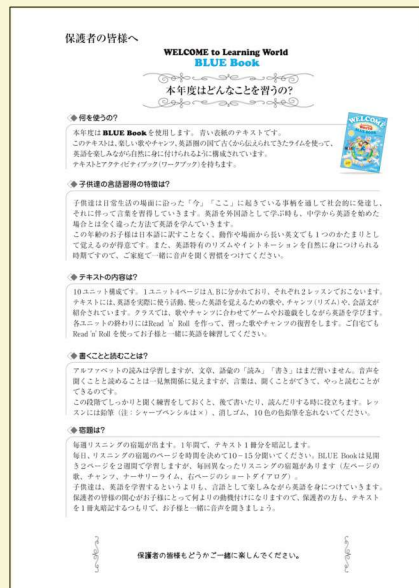 保護者の皆様へ
WELCOME to Learning World
BLUE Book
本年度はどんなことを習うの?
◆ 何を使うの?
本年度は BLUE Book を使用します。青い表紙のテキストです。
このテキストは、楽しい歌やチャンツ、英語圏の国で古くから伝えられてきたライムを使って、
英語を楽しみながら自然に身に付けられるように構成されています。
テキストとアクティビティブック(ワークブック)を持ちます。
WELCOME
◆ 子供達の言語習得の特徴は?
子供達は日常生活の場面に沿った「今」「ここ」に起きている事柄を通して社会的に発達し、
それに伴って言葉を習得していきます。英語を外国語として学ぶ時も、中学から英語を始めた
場合とは全く違った方法で英語を学んでいきます。
この年齢のお子様は日本語に訳すことなく、動作や場面から長い英文でも1つのかたまりとし
て覚えるのが得意です。また、英語特有のリズムやイントネーションを自然に身につけられる
時期ですので、ご家庭で一緒に音声を聞く習慣をつけてください。
◆ テキストの内容は?
10ユニット構成です。1ユニット4ページは A, B に分かれており、それぞれ2レッスンでおこないます。
テキストには、英語を実際に使う活動、使った英語を覚えるための歌や、チャンツ(リズム)や、会話文が
紹介されています。クラスでは、歌やチャンツに合わせてゲームやお遊戯をしながら英語を学びます。
各ユニットの終わりにはRead 'n' Roll を作って、習った歌やチャンツの復習をします。ご自宅でも
Read 'n' Roll を使ってお子様と一緒に英語を練習してください。
◆ 書くことと読むことは?
アルファベットの読みは学習しますが、文章、語彙の「読み」「書き」はまだ習いません。音声を
聞くことと読めることは一見無関係に見えますが、言葉は、聞くことができて、やっと読むことが
できるのです。
この段階でしっかりと聞く練習をしておくと、後で書いたり、読んだりする時に役立ちます。レッ
スンには鉛筆(注:シャープペンシルは×)、消しゴム、10色の色鉛筆を忘れないでください。
◆ 宿題は?
毎週リスニングの宿題が出ます。1年間で、テキスト1冊分を暗記します。
毎日、リスニングの宿題のページを時間を決めて10-15分聞いてください。BLUE Bookは見開
き2ページを2週間で学習しますが、毎回異なったリスニングの宿題があります(左ページの
歌、チャンツ、ナーサリーライム、右ページのショートダイアログ)。
子供達は、英語を学習するというよりも、言語として楽しみながら英語を身につけていきます。
保護者の皆様の関心がお子様にとって何よりの動機付けになりますので、保護者の方も、テキスト
を1冊丸暗記するつもりで、お子様と一緒に音声を聞きましょう。
保護者の皆様もどうかご一緒に楽しんでください。